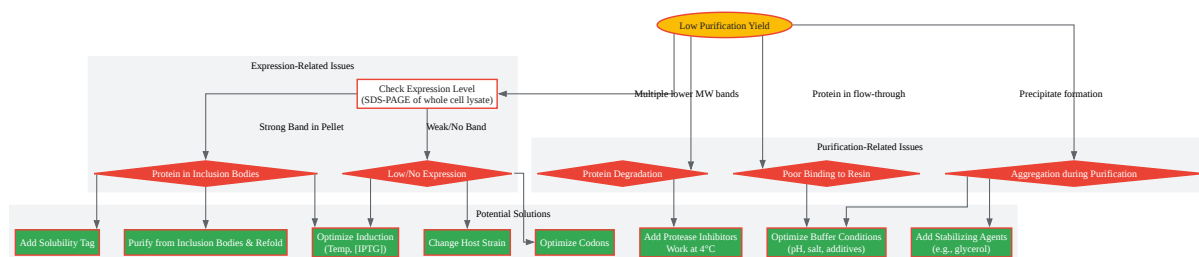 Low Purification Yield
Expression-Related Issues
Check Expression Level
(SDS-PAGE of whole cell lysate)
Multiple lower MW bands
Protein in flow-through
Precipitate formation
Strong Band in Pellet
Weak/No Band
Purification-Related Issues
Protein in Inclusion Bodies
Low/No Expression
Protein Degradation
Poor Binding to Resin
Aggregation during Purification
Potential Solutions
Add Solubility Tag
Purify from Inclusion Bodies & Refold
Optimize Induction
(Temp, [IPTG])
Change Host Strain
Optimize Codons
Add Protease Inhibitors
Work at 4°C
Optimize Buffer Conditions
(pH, salt, additives)
Add Stabilizing Agents
(e.g., glycerol)